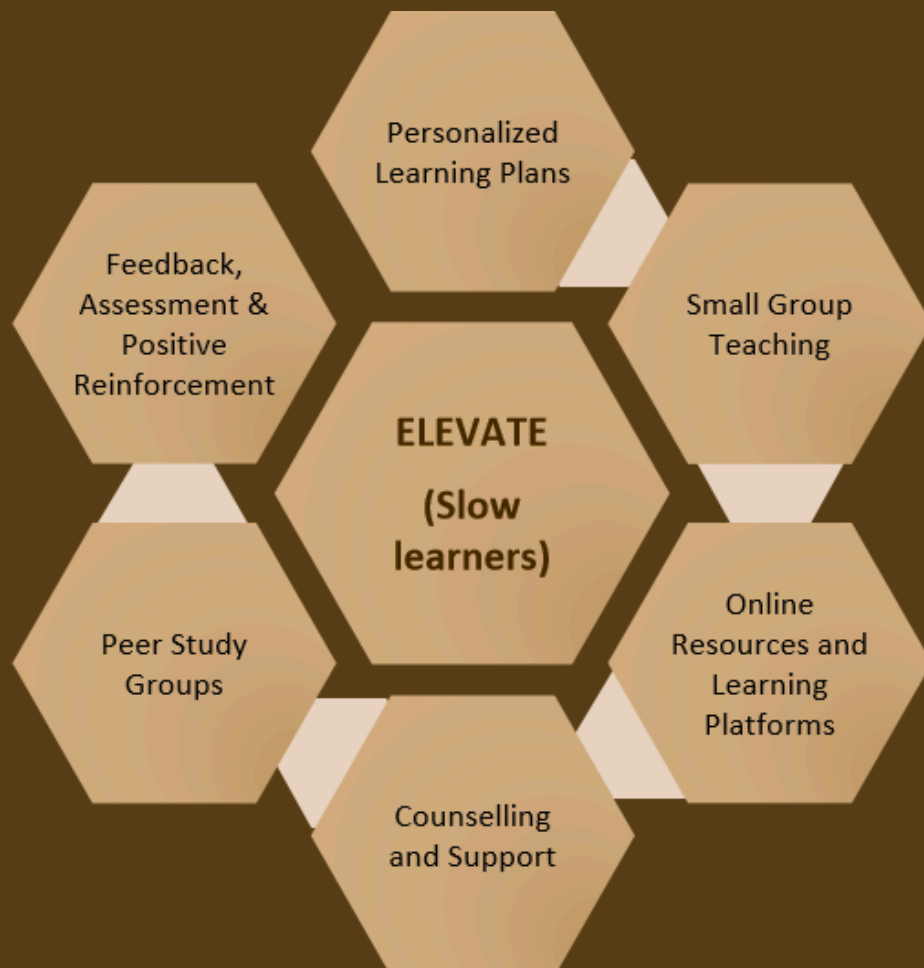 Personalized
Learning Plans
Small Group
Teaching
Online
Resources and
Learning
Platforms
Counselling
and Support
Peer Study
Groups
Feedback,
Assessment &
Positive
Reinforcement
ELEVATE
(Slow
learners)